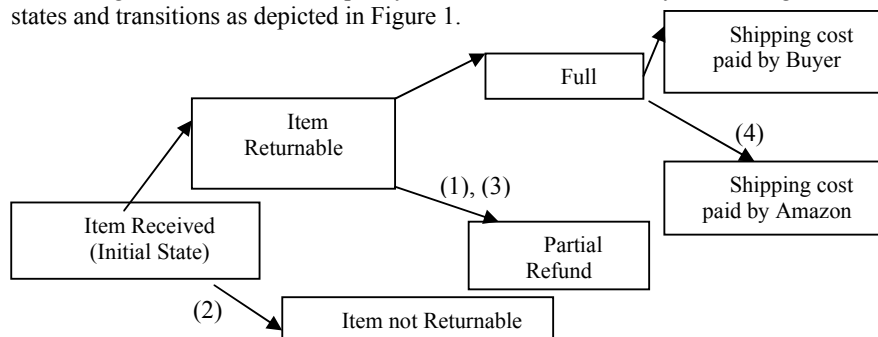 states and transitions as depicted in Figure 1.
Shipping cost
paid by Buyer
Full
Item
Returnable
(4)
(1), (3)
Shipping cost
paid by Amazon
Item Received
(Initial State)
Partial
Refund
(2)
Item not Returnable